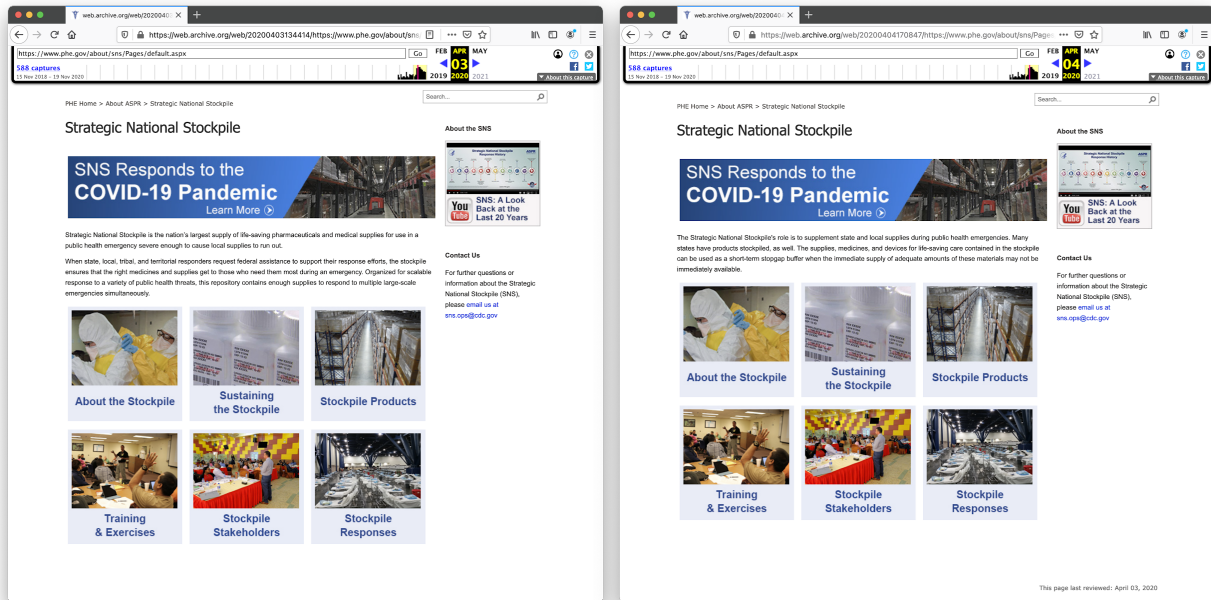 web.archive.org/web/20200403
https://web.archive.org/web/20200403134414/https://www.phe.gov/about/sns/
https://www.phe.gov/about/sns/Pages/default.aspx
Go
FEB APR MAY
03
2019 2020 2021
588 captures
15 Nov 2018 - 19 Nov 2020
About this capture
Search...
PHE Home > About ASPR > Strategic National Stockpile
Strategic National Stockpile
SNS Responds to the
COVID-19 Pandemic
Learn More
Strategic National Stockpile is the nation's largest supply of life-saving pharmaceuticals and medical supplies for use in a
public health emergency severe enough to cause local supplies to run out.
When state, local, tribal, and territorial responders request federal assistance to support their response efforts, the stockpile
ensures that the right medicines and supplies get to those who need them most during an emergency. Organized for scalable
response to a variety of public health threats, this repository contains enough supplies to respond to multiple large-scale
emergencies simultaneously.
About the Stockpile
Sustaining
the Stockpile
Stockpile Products
Training
& Exercises
Stockpile
Stakeholders
Stockpile
Responses
About the SNS
Strategic National Stockpile
Response History
You
Tube
SNS: A Look
Back at the
Last 20 Years
Contact Us
For further questions or
information about the Strategic
National Stockpile (SNS),
please email us at
sns.ops@cdc.gov
web.archive.org/web/20200404
https://web.archive.org/web/20200404170847/https://www.phe.gov/about/sns/Pages
https://www.phe.gov/about/sns/Pages/default.aspx
Go
FEB APR MAY
04
2019 2020 2021
588 captures
15 Nov 2018 - 19 Nov 2020
About this capture
Search...
PHE Home > About ASPR > Strategic National Stockpile
Strategic National Stockpile
SNS Responds to the
COVID-19 Pandemic
Learn More
The Strategic National Stockpile's role is to supplement state and local supplies during public health emergencies. Many
states have products stockpiled, as well. The supplies, medicines, and devices for life-saving care contained in the stockpile
can be used as a short-term stopgap buffer when the immediate supply of adequate amounts of these materials may not be
immediately available.
About the Stockpile
Sustaining
the Stockpile
Stockpile Products
Training
& Exercises
Stockpile
Stakeholders
Stockpile
Responses
About the SNS
Strategic National Stockpile
Response History
You
Tube
SNS: A Look
Back at the
Last 20 Years
Contact Us
For further questions or
information about the Strategic
National Stockpile (SNS),
please email us at
sns.ops@cdc.gov
This page last reviewed: April 03, 2020